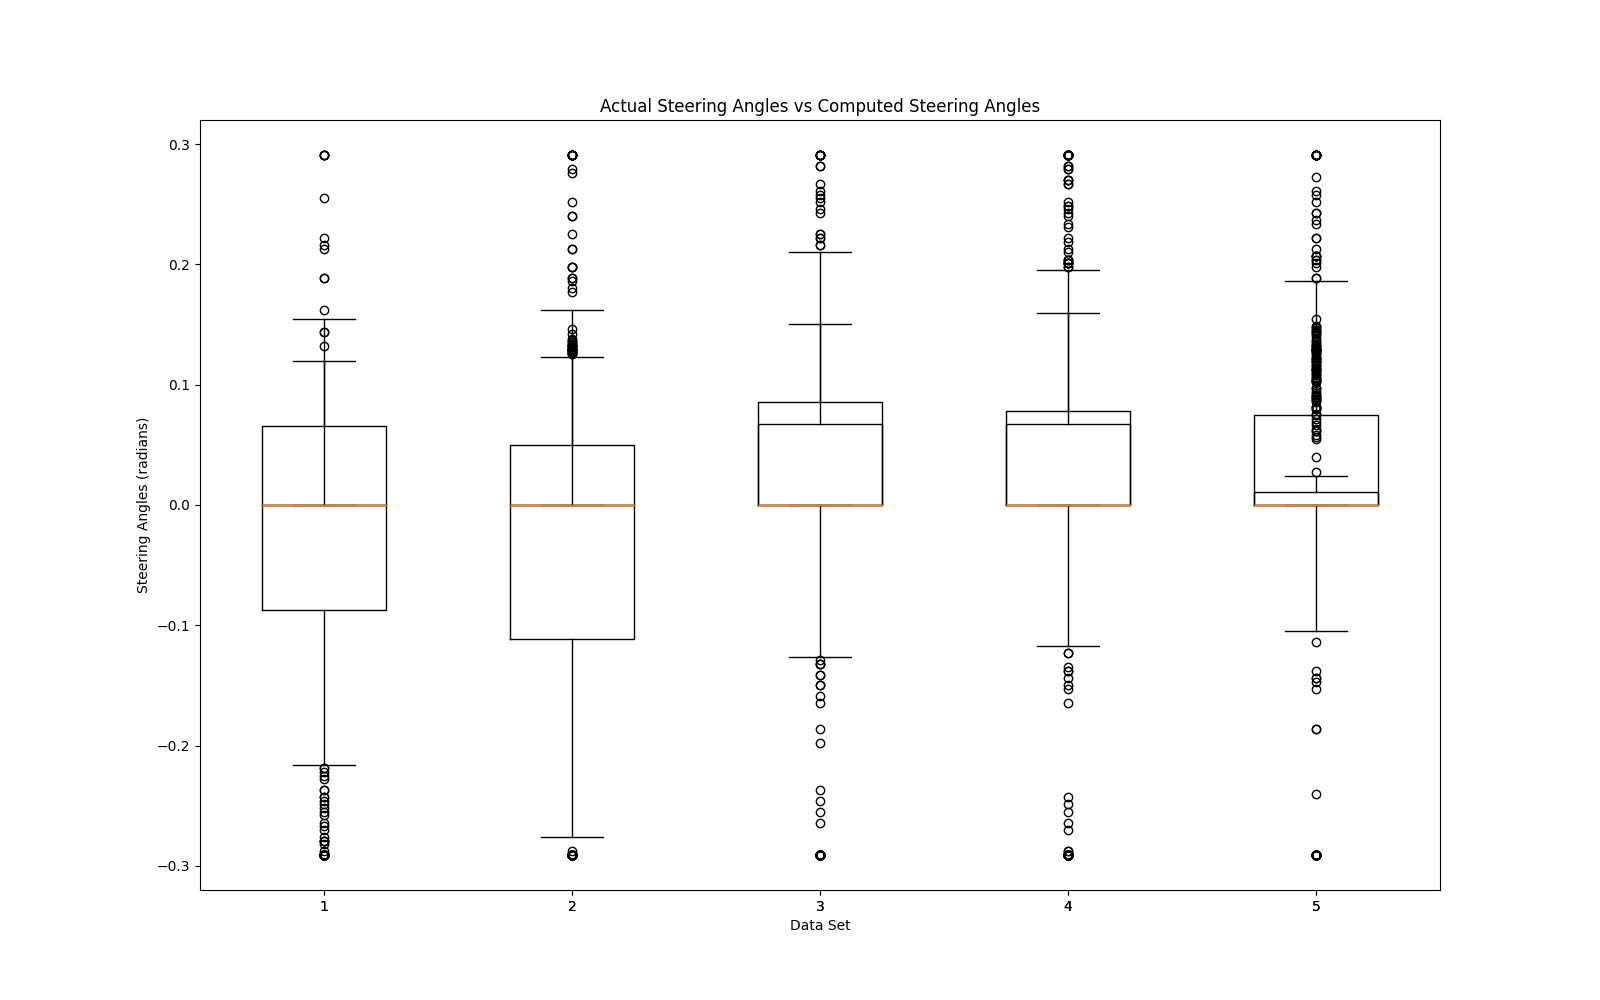 Actual Steering Angles vs Computed Steering Angles
Steering Angles (radians)
0.3
0.2
0.1
0.0
−0.1
−0.2
−0.3
1 2 3 4 5
Data Set